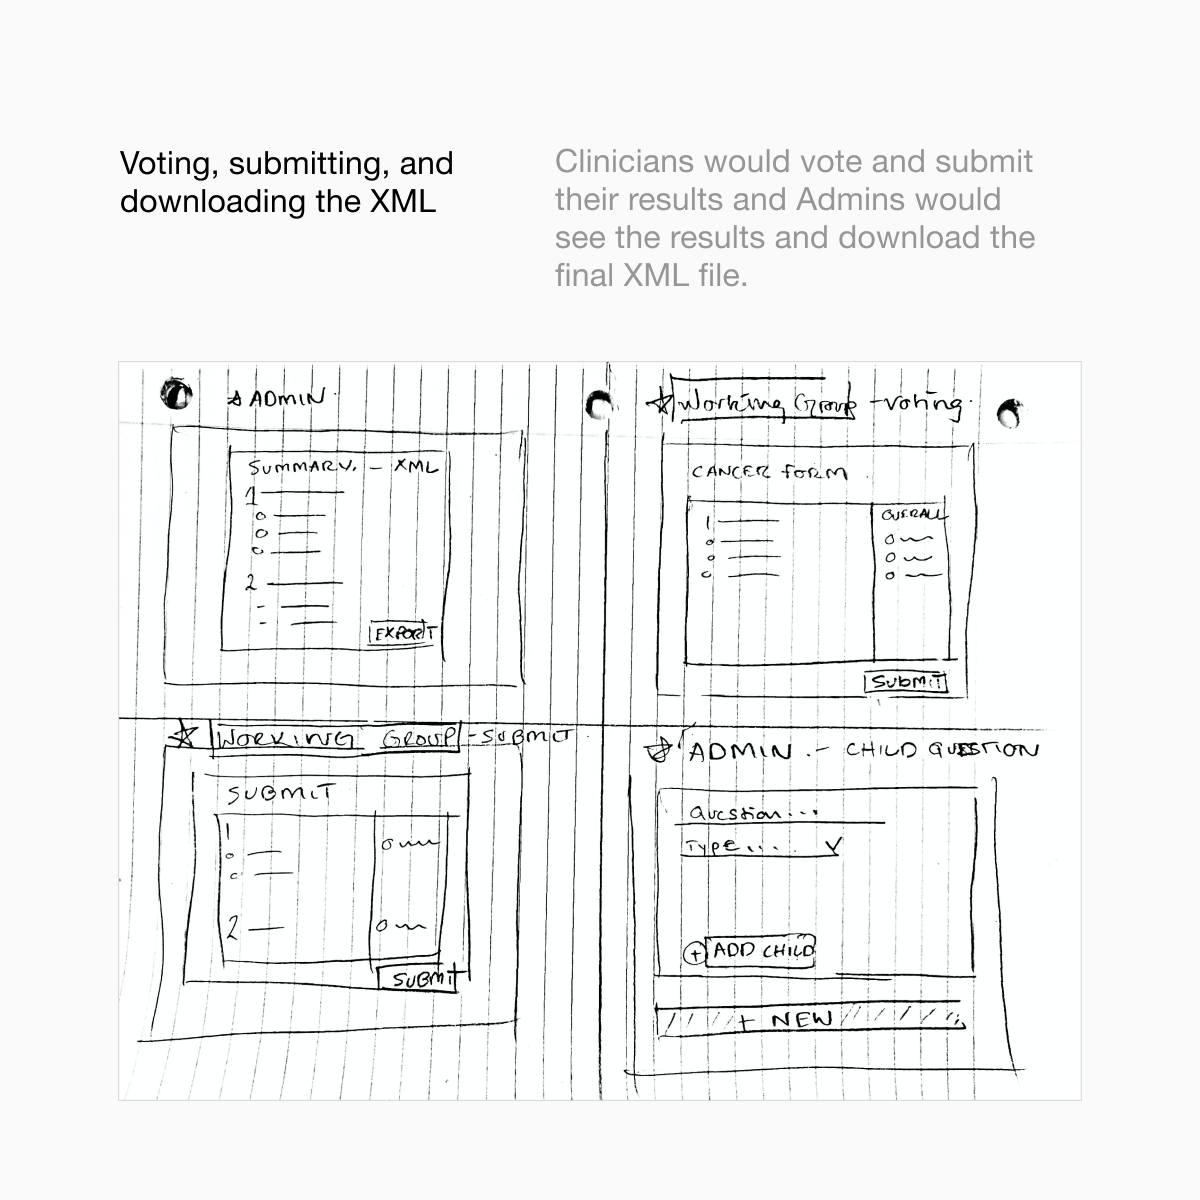 Voting, submitting, and
downloading the XML
Clinicians would vote and submit
their results and Admins would
see the results and download the
final XML file.
ADMIN
SUMMARY. - XML
1
2
EXPORT
Working Group - voting.
CANCER FORM
1
OVERALL
SUBMIT
WORKING GROUP - SUBMIT
SUBMIT
1
2
SUBMIT
ADMIN - CHILD QUESTION
Question...
Type....
+ ADD CHILD
+ NEW